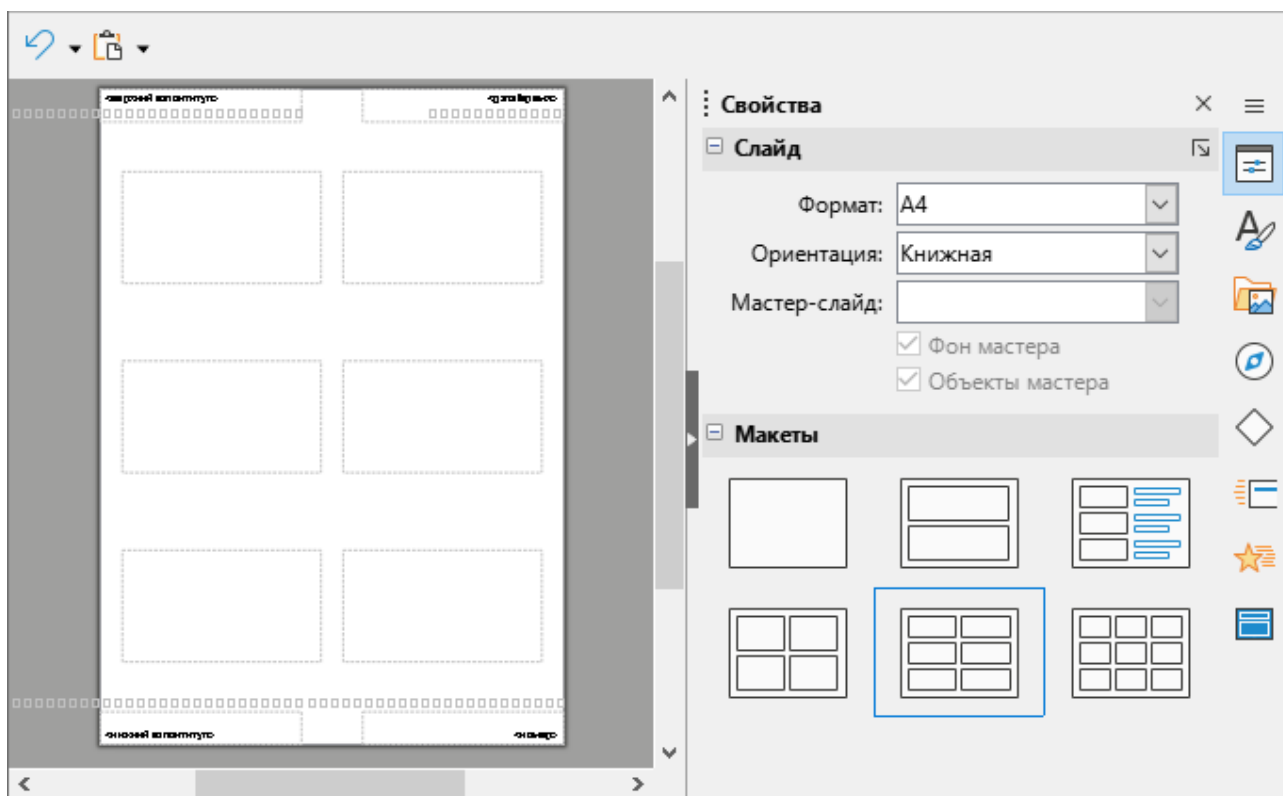 Свойства
Слайд
Формат: A4
Ориентация: Книжная
Мастер-слайд:
Фон мастера
Объекты мастера
Макеты